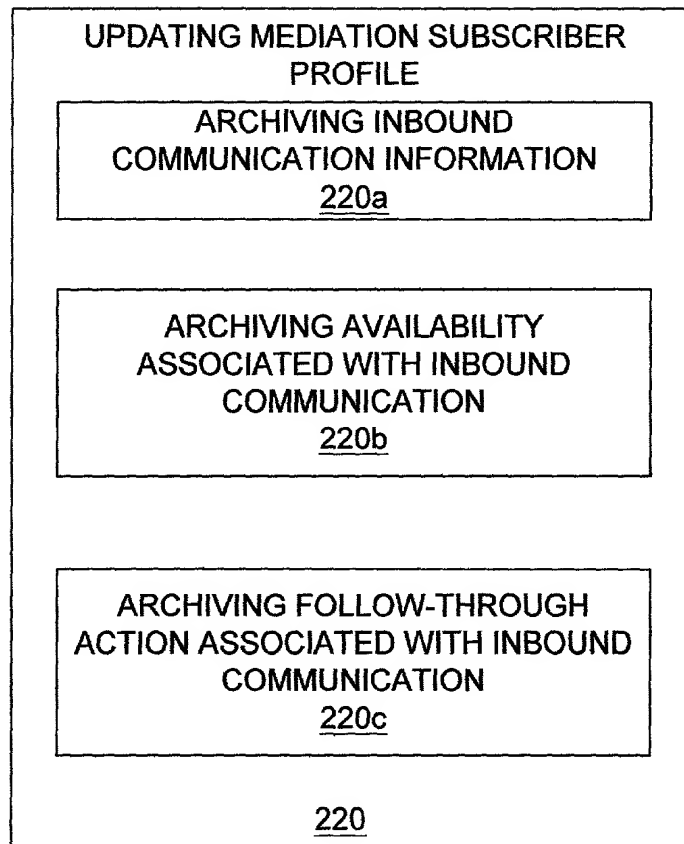 UPDATING MEDIATION SUBSCRIBER
PROFILE
ARCHIVING INBOUND
COMMUNICATION INFORMATION
220a
ARCHIVING AVAILABILITY
ASSOCIATED WITH INBOUND
COMMUNICATION
220b
ARCHIVING FOLLOW-THROUGH
ACTION ASSOCIATED WITH INBOUND
COMMUNICATION
220c
220